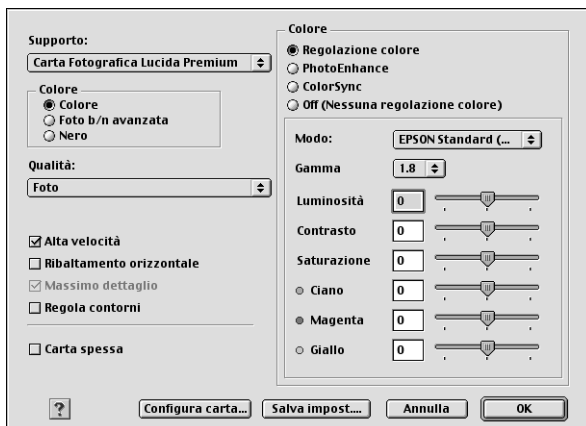 Supporto:
Carta Fotografica Lucida Premium
Colore
Colore
Foto b/n avanzata
Nero
Qualità:
Foto
Alta velocità
Ribaltamento orizzontale
Massimo dettaglio
Regola contorni
Carta spessa
Colore
Regolazione colore
PhotoEnhance
ColorSync
Off (Nessuna regolazione colore)
Modo: EPSON Standard (...
Gamma 1.8
Luminosità 0
Contrasto 0
Saturazione 0
Ciano 0
Magenta 0
Giallo 0
? Configura carta... Salva impost.... Annulla OK